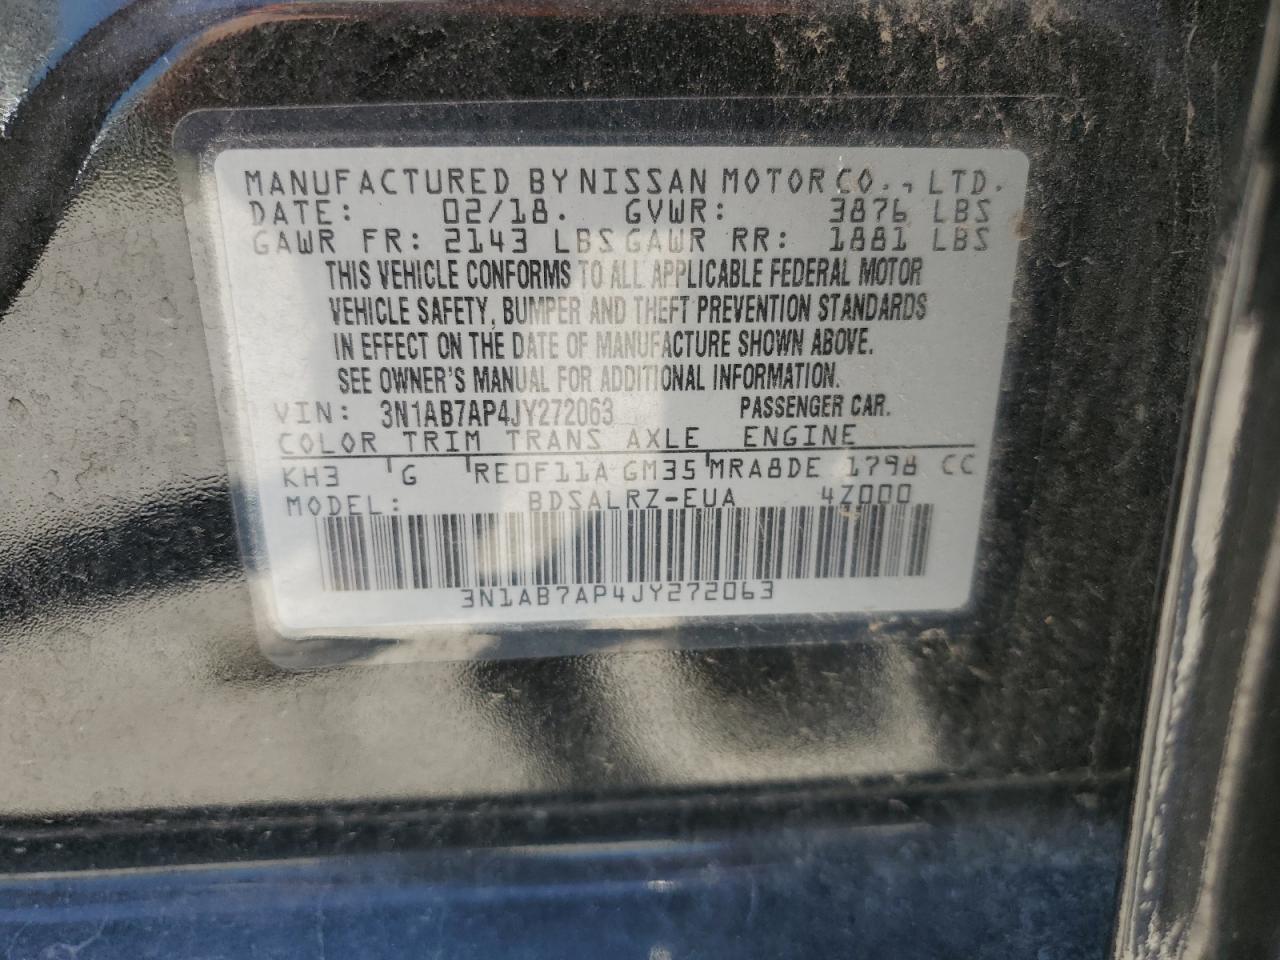 MANUFACTURED BY NISSAN MOTOR CO., LTD.
DATE: 02/18. GVWR: 3876 LBS
GAWR FR: 2143 LBS GAWR RR: 1881 LBS
THIS VEHICLE CONFORMS TO ALL APPLICABLE FEDERAL MOTOR
VEHICLE SAFETY, BUMPER AND THEFT PREVENTION STANDARDS
IN EFFECT ON THE DATE OF MANUFACTURE SHOWN ABOVE.
SEE OWNER'S MANUAL FOR ADDITIONAL INFORMATION.
VIN: 3N1AB7AP4JY272063 PASSENGER CAR.
COLOR TRIM TRANS AXLE ENGINE
KH3 G RE0F11A GM35 MRA8DE 1798 CC
MODEL: BDSALRZ-EUA 4Z000
3N1AB7AP4JY272063